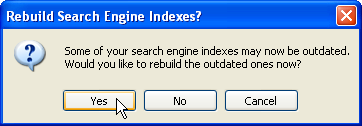 Rebuild Search Engine Indexes?
Some of your search engine indexes may now be outdated.
Would you like to rebuild the outdated ones now?
Yes
No
Cancel